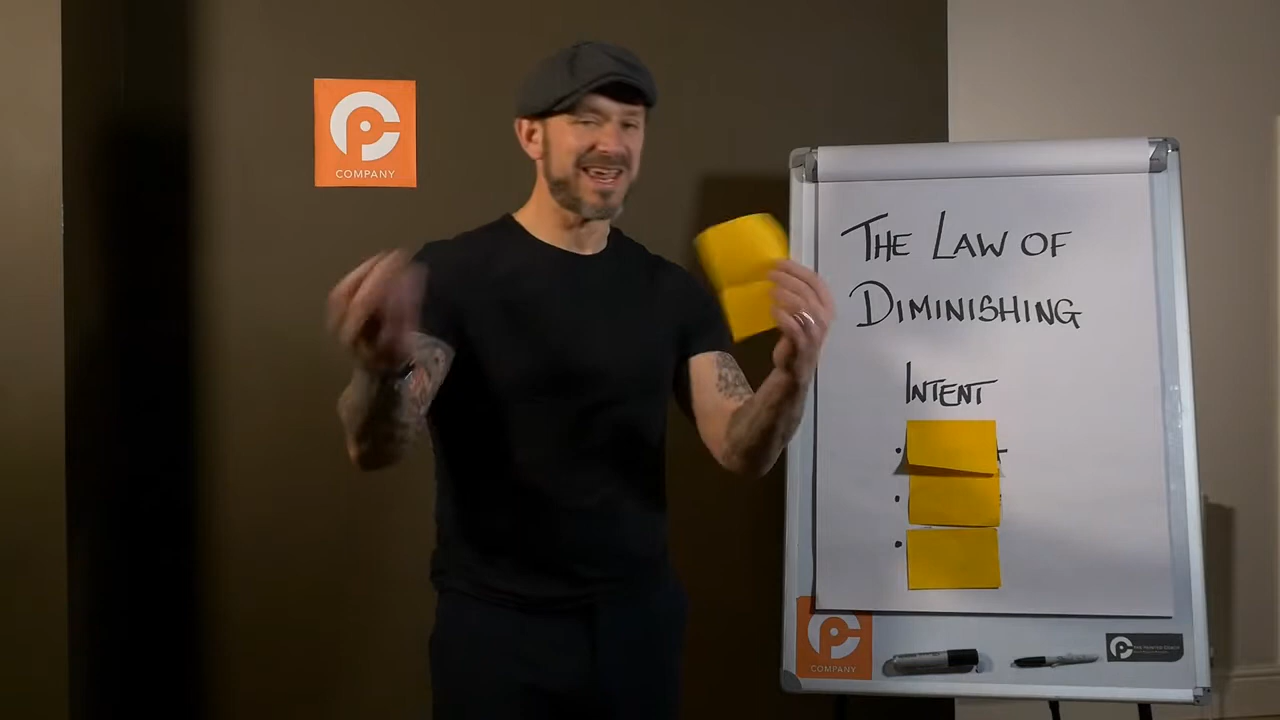 COMPANY
THE LAW OF
DIMINISHING
INTENT
COMPANY